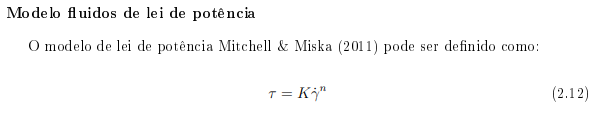 Modelo fluidos de lei de potência
O modelo de lei de potência Mitchell & Miska (2011) pode ser definido como:
τ = Kγ̇ⁿ (2.12)